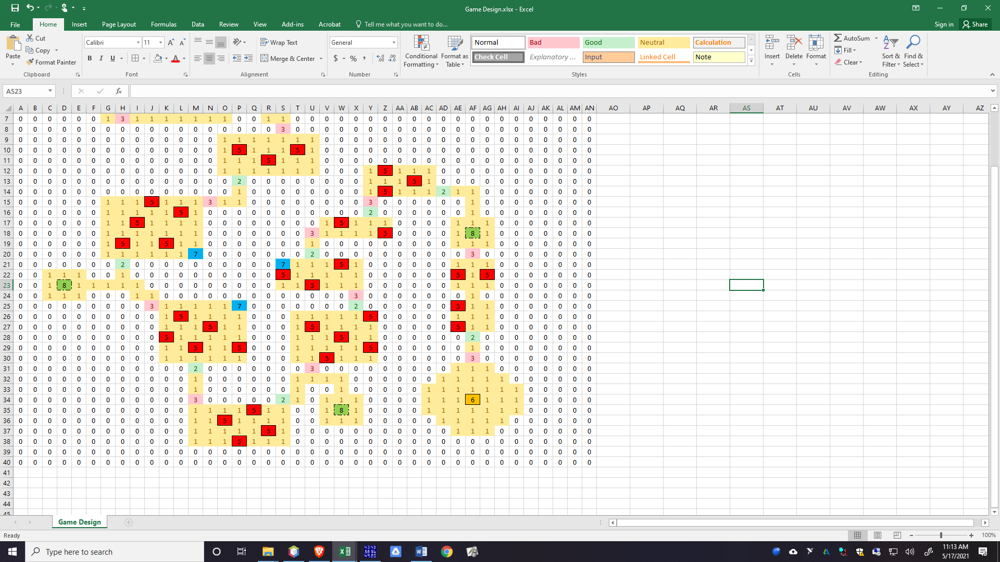 Game Design.xlsx - Excel
File Home Insert Page Layout Formulas Data Review View Add-ins Acrobat Tell me what you want to do... Sign in Share
Paste
Cut
Copy
Format Painter
Clipboard
Calibri 11
B I U
Font
Wrap Text
Merge & Center
Alignment
General
$ % ,
Number
Conditional Formatting
Format as Table
Normal Bad Good Neutral Calculation
Check Cell Explanatory ... Input Linked Cell Note
Styles
Insert Delete Format
Cells
AutoSum
Fill
Clear
Sort & Filter
Find & Select
Editing
AS23 fx
A B C D E F G H I J K L M N O P Q R S T U V W X Y Z AA AB AC AD AE AF AG AH AI AJ AK AL AM AN AO AP AQ AR AS AT AU AV AW AX AY AZ
7 0 0 0 0 0 0 1 3 1 1 1 1 1 1 1 0 0 1 1 0 0 0 0 0 0 0 0 0 0 0 0 0 0 0 0 0 0 0 0 0
8 0 0 0 0 0 0 0 0 0 0 0 0 0 0 0 0 0 0 3 0 0 0 0 0 0 0 0 0 0 0 0 0 0 0 0 0 0 0 0 0
9 0 0 0 0 0 0 0 0 0 0 0 0 0 0 1 1 1 1 1 1 1 0 0 0 0 0 0 0 0 0 0 0 0 0 0 0 0 0 0 0
10 0 0 0 0 0 0 0 0 0 0 0 0 0 0 1 5 1 1 1 5 1 0 0 0 0 0 0 0 0 0 0 0 0 0 0 0 0 0 0 0
11 0 0 0 0 0 0 0 0 0 0 0 0 0 0 1 1 1 5 1 1 1 0 0 0 0 0 0 0 0 0 0 0 0 0 0 0 0 0 0 0
12 0 0 0 0 0 0 0 0 0 0 0 0 0 0 1 1 1 1 1 1 1 0 0 0 1 5 1 1 1 0 0 0 0 0 0 0 0 0 0 0
13 0 0 0 0 0 0 0 0 0 0 0 0 0 0 0 2 0 0 0 0 0 0 0 0 1 1 1 5 1 0 0 0 0 0 0 0 0 0 0 0
14 0 0 0 0 0 0 0 0 0 0 0 0 0 0 0 1 0 0 0 0 0 0 0 0 1 5 1 1 1 2 1 1 0 0 0 0 0 0 0 0
15 0 0 0 0 0 0 1 1 1 5 1 1 1 3 1 1 0 0 0 0 0 0 0 0 3 0 0 0 0 0 0 1 0 0 0 0 0 0 0 0
16 0 0 0 0 0 0 1 1 1 1 1 5 1 0 0 0 0 0 0 0 0 0 0 0 2 0 0 0 0 0 0 1 0 0 0 0 0 0 0 0
17 0 0 0 0 0 0 1 1 5 1 1 1 1 0 0 0 0 0 0 0 0 1 5 1 1 1 0 0 0 0 1 1 1 0 0 0 0 0 0 0
18 0 0 0 0 0 0 1 1 1 1 1 1 1 0 0 0 0 0 0 0 3 1 1 1 1 5 0 0 0 0 1 8 1 0 0 0 0 0 0 0
19 0 0 0 0 0 0 1 5 1 1 5 1 1 0 0 0 0 0 0 0 1 0 0 0 0 0 0 0 0 0 1 1 1 0 0 0 0 0 0 0
20 0 0 0 0 0 0 1 1 1 1 1 1 7 0 0 0 0 0 0 0 2 0 0 0 0 0 0 0 0 0 0 3 0 0 0 0 0 0 0 0
21 0 0 0 0 0 0 0 2 0 0 0 0 0 0 0 0 0 0 7 1 1 1 5 1 0 0 0 0 0 0 1 1 1 0 0 0 0 0 0 0
22 0 0 1 1 1 0 0 1 0 0 0 0 0 0 0 0 0 0 5 1 1 1 1 1 0 0 0 0 0 0 5 1 5 0 0 0 0 0 0 0
23 0 0 1 8 1 1 1 1 1 0 0 0 0 0 0 0 0 0 1 1 5 1 1 1 0 0 0 0 0 0 1 1 1 0 0 0 0 0 0 0
24 0 0 1 1 1 0 0 0 1 1 0 0 0 0 0 0 0 0 0 0 0 0 0 3 0 0 0 0 0 0 0 1 0 0 0 0 0 0 0 0
25 0 0 0 0 0 0 0 0 0 3 1 1 1 1 1 7 0 0 0 0 0 0 0 2 0 0 0 0 0 0 5 1 1 0 0 0 0 0 0 0
26 0 0 0 0 0 0 0 0 0 0 1 5 1 1 1 1 0 0 0 1 1 1 1 1 5 0 0 0 0 0 1 1 1 0 0 0 0 0 0 0
27 0 0 0 0 0 0 0 0 0 0 1 1 1 5 1 1 0 0 0 1 5 1 1 1 1 0 0 0 0 0 5 1 1 0 0 0 0 0 0 0
28 0 0 0 0 0 0 0 0 0 0 5 1 1 1 1 1 0 0 0 1 1 1 5 1 1 0 0 0 0 0 0 2 0 0 0 0 0 0 0 0
29 0 0 0 0 0 0 0 0 0 0 1 1 5 1 1 5 0 0 0 1 1 1 1 1 5 0 0 0 0 0 0 1 0 0 0 0 0 0 0 0
30 0 0 0 0 0 0 0 0 0 0 1 1 1 1 1 1 0 0 0 1 1 5 1 1 1 0 0 0 0 0 0 3 0 0 0 0 0 0 0 0
31 0 0 0 0 0 0 0 0 0 0 0 0 2 0 0 0 0 0 0 0 3 0 0 0 0 0 0 0 0 0 1 1 1 0 0 0 0 0 0 0
32 0 0 0 0 0 0 0 0 0 0 0 0 1 0 0 0 0 0 0 1 1 1 1 0 0 0 0 0 0 1 1 1 1 1 0 0 0 0 0 0
33 0 0 0 0 0 0 0 0 0 0 0 0 1 0 0 0 0 0 0 1 0 0 1 0 0 0 0 0 1 1 1 1 1 1 1 0 0 0 0 0
34 0 0 0 0 0 0 0 0 0 0 0 0 3 0 0 0 0 0 2 1 0 1 1 1 0 0 0 0 1 1 1 6 1 1 1 0 0 0 0 0
35 0 0 0 0 0 0 0 0 0 0 0 0 1 1 1 1 5 1 1 0 0 1 8 1 0 0 0 0 1 1 1 1 1 1 1 0 0 0 0 0
36 0 0 0 0 0 0 0 0 0 0 0 0 1 1 5 1 1 1 1 0 0 1 1 1 0 0 0 0 0 1 1 1 1 1 0 0 0 0 0 0
37 0 0 0 0 0 0 0 0 0 0 0 0 1 1 1 1 1 5 1 0 0 0 0 0 0 0 0 0 0 0 1 1 1 0 0 0 0 0 0 0
38 0 0 0 0 0 0 0 0 0 0 0 0 1 1 1 5 1 1 1 0 0 0 0 0 0 0 0 0 0 0 0 0 0 0 0 0 0 0 0 0
39 0 0 0 0 0 0 0 0 0 0 0 0 0 0 0 0 0 0 0 0 0 0 0 0 0 0 0 0 0 0 0 0 0 0 0 0 0 0 0 0
40 0 0 0 0 0 0 0 0 0 0 0 0 0 0 0 0 0 0 0 0 0 0 0 0 0 0 0 0 0 0 0 0 0 0 0 0 0 0 0 0
41
42
43
44
45
Game Design
Ready 100%
Type here to search
11:13 AM
5/17/2021